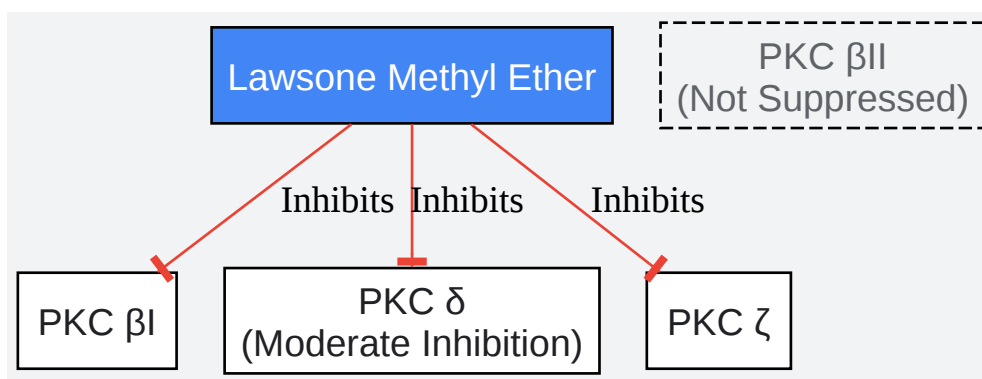 Lawsone Methyl Ether
PKC βII
(Not Suppressed)
Inhibits
Inhibits
Inhibits
PKC βI
PKC δ
(Moderate Inhibition)
PKC ζ